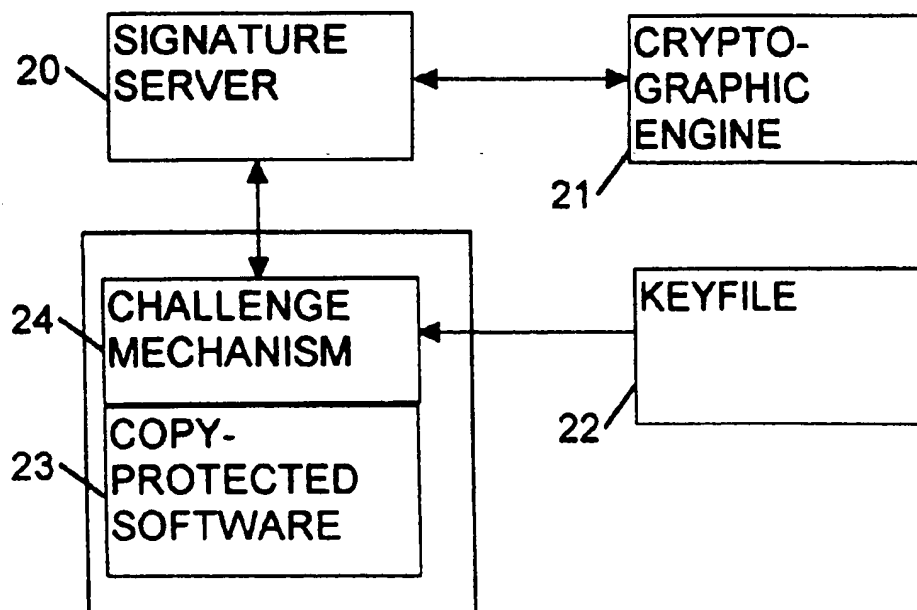 SIGNATURE
SERVER
20
CRYPTO-
GRAPHIC
ENGINE
21
CHALLENGE
MECHANISM
24
KEYFILE
22
COPY-
PROTECTED
SOFTWARE
23